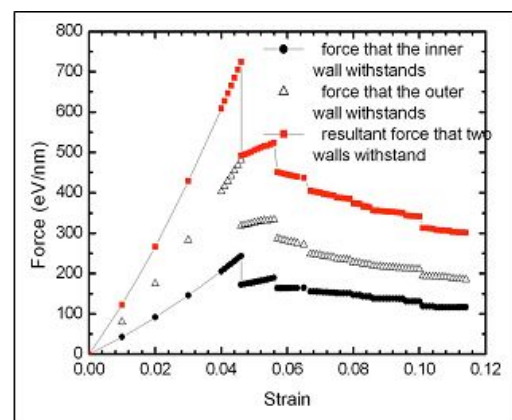 800
700
600
500
400
300
200
100
0
Force (eV/nm)
0.00 0.02 0.04 0.06 0.08 0.10 0.12
Strain
force that the inner
wall withstands
force that the outer
wall withstands
resultant force that two
walls withstand